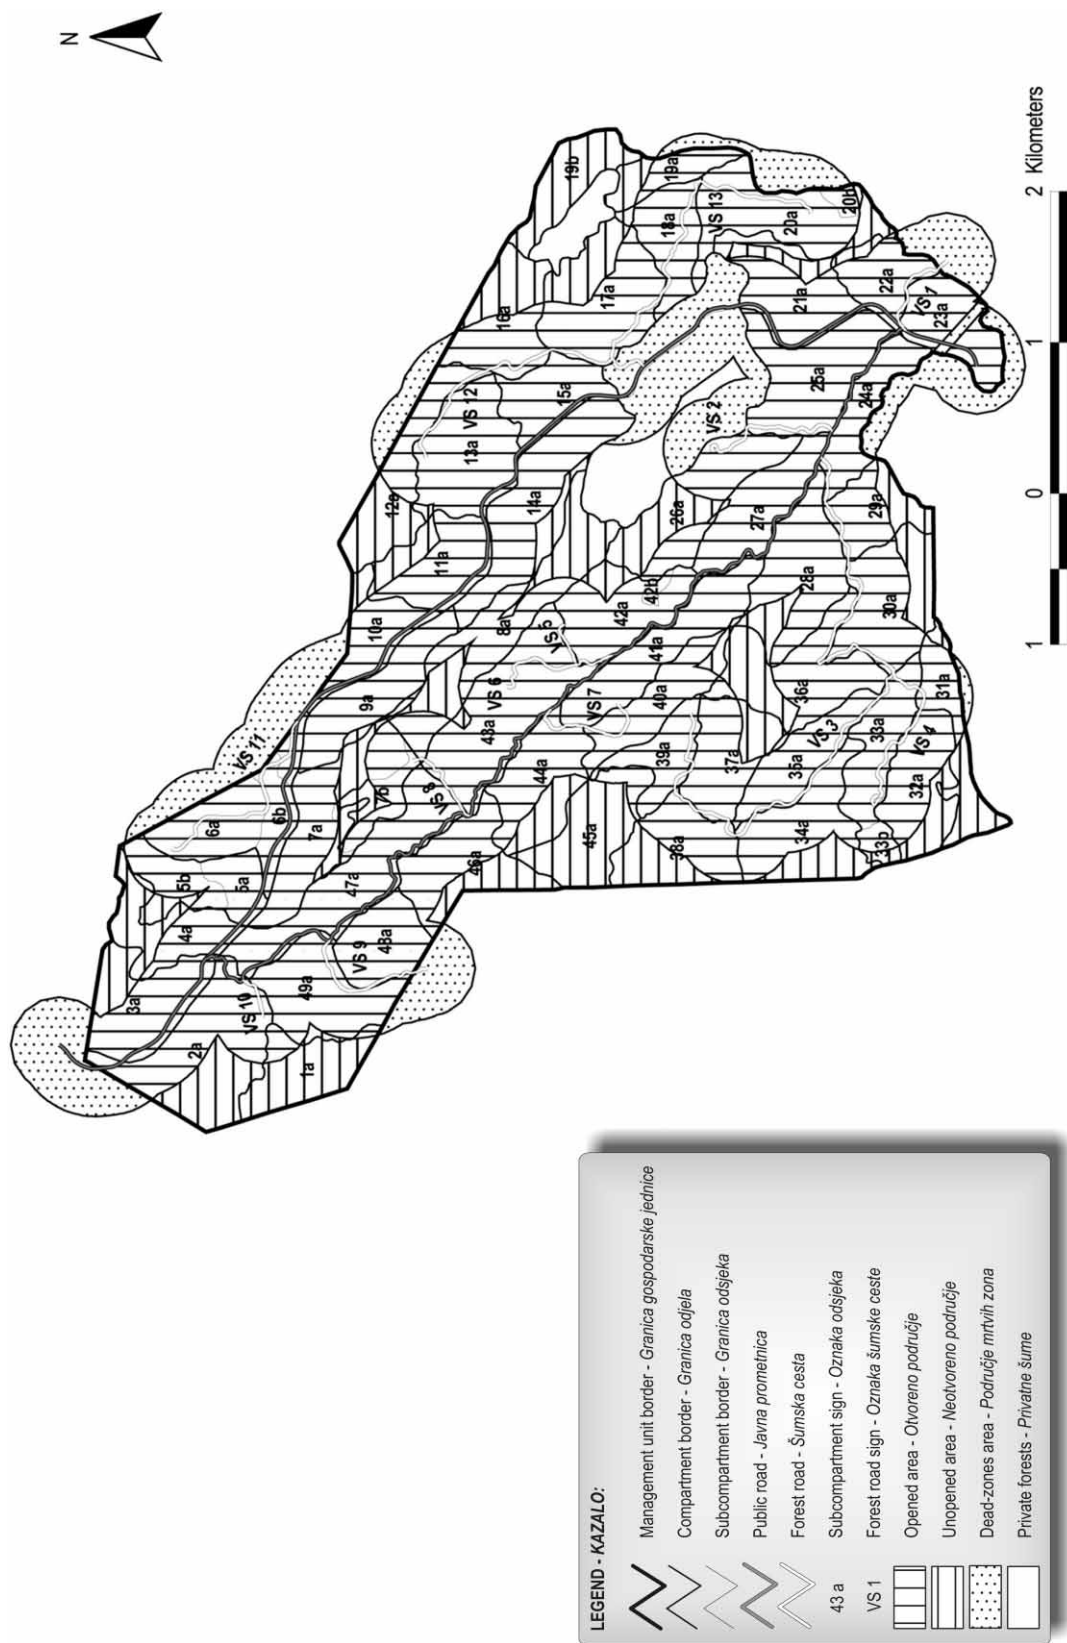 N
19b
19a
18a
VS 13
20a
20b
17a
16a
21a
22a
VS 1
23a
15a
VS 12
13a
25a
24a
VS 2
12a
14a
26a
29a
27a
11a
28a
42b
42a
30a
10a
8a
VS 5
41a
9a
VS 6
VS 7
40a
36a
31a
43a
39a
VS 3
33a
VS 4
37a
35a
VS 11
44a
32a
7b
VS 8
6a
6b
7a
45a
38a
34a
33b
46a
5b
5a
47a
4a
48a
VS 9
3a
49a
VS 10
2a
1a
1
0
1
2 Kilometers
LEGEND - KAZALO:
Management unit border - Granica gospodarske jednice
Compartment border - Granica odjela
Subcompartment border - Granica odsjeka
Public road - Javna prometnica
Forest road - Šumska cesta
43 a Subcompartment sign - Oznaka odsjeka
VS 1 Forest road sign - Oznaka šumske ceste
Opened area - Otvoreno područje
Unopened area - Neotvoreno područje
Dead-zones area - Područje mrtvih zona
Private forests - Privatne šume